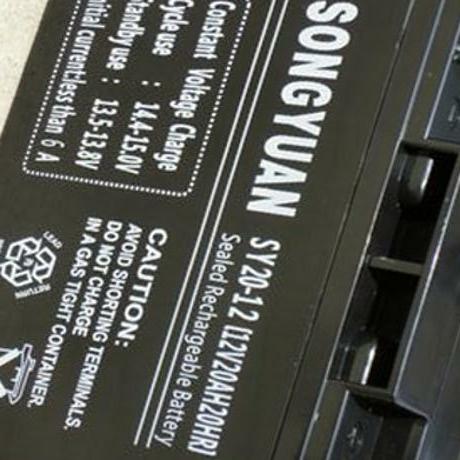 SONGYUAN
SY20-12 (12V20AH20HR)
Sealed Rechargeable Battery
Constant Voltage Charge
Cycle use : 14.4-15.0V
Standby use : 13.5-13.8V
Initial current:less than 6 A
CAUTION:
AVOID SHORTING TERMINALS.
DO NOT CHARGE
IN A GAS TIGHT CONTAINER.
LEAD
RETURN